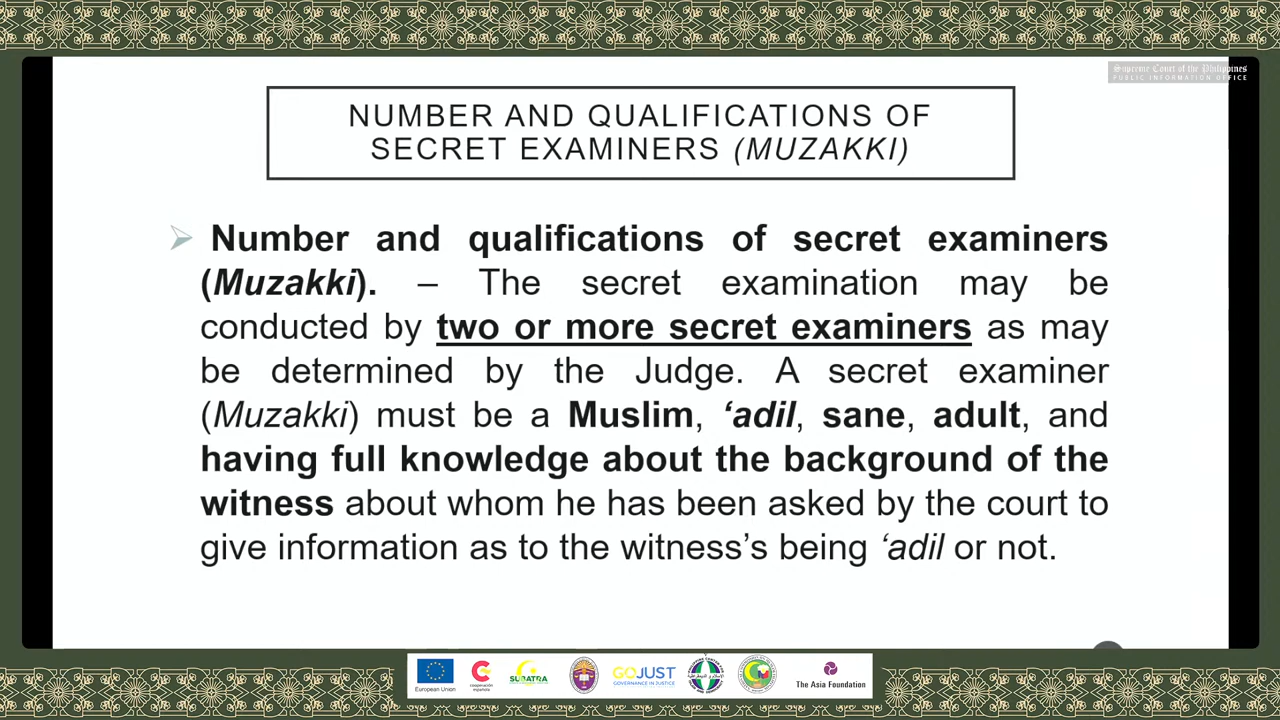 Supreme Court of the Philippines
PUBLIC INFORMATION OFFICE
NUMBER AND QUALIFICATIONS OF
SECRET EXAMINERS (MUZAKKI)
Number and qualifications of secret examiners
(Muzakki). – The secret examination may be
conducted by two or more secret examiners as may
be determined by the Judge. A secret examiner
(Muzakki) must be a Muslim, ‘adil, sane, adult, and
having full knowledge about the background of the
witness about whom he has been asked by the court to
give information as to the witness’s being ‘adil or not.
European Union
cooperación
española
SUBATRA
GOJUST
GOVERNANCE IN JUSTICE
The Asia Foundation